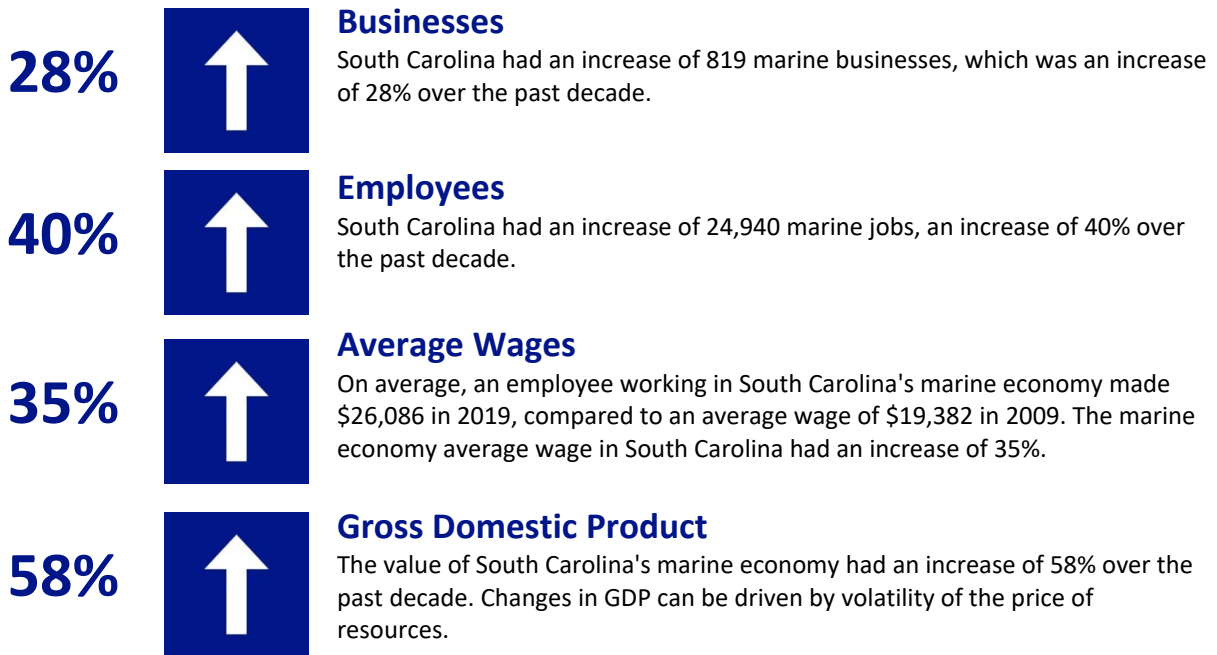 28%
Businesses
South Carolina had an increase of 819 marine businesses, which was an increase
of 28% over the past decade.
40%
Employees
South Carolina had an increase of 24,940 marine jobs, an increase of 40% over
the past decade.
35%
Average Wages
On average, an employee working in South Carolina's marine economy made
$26,086 in 2019, compared to an average wage of $19,382 in 2009. The marine
economy average wage in South Carolina had an increase of 35%.
58%
Gross Domestic Product
The value of South Carolina's marine economy had an increase of 58% over the
past decade. Changes in GDP can be driven by volatility of the price of
resources.